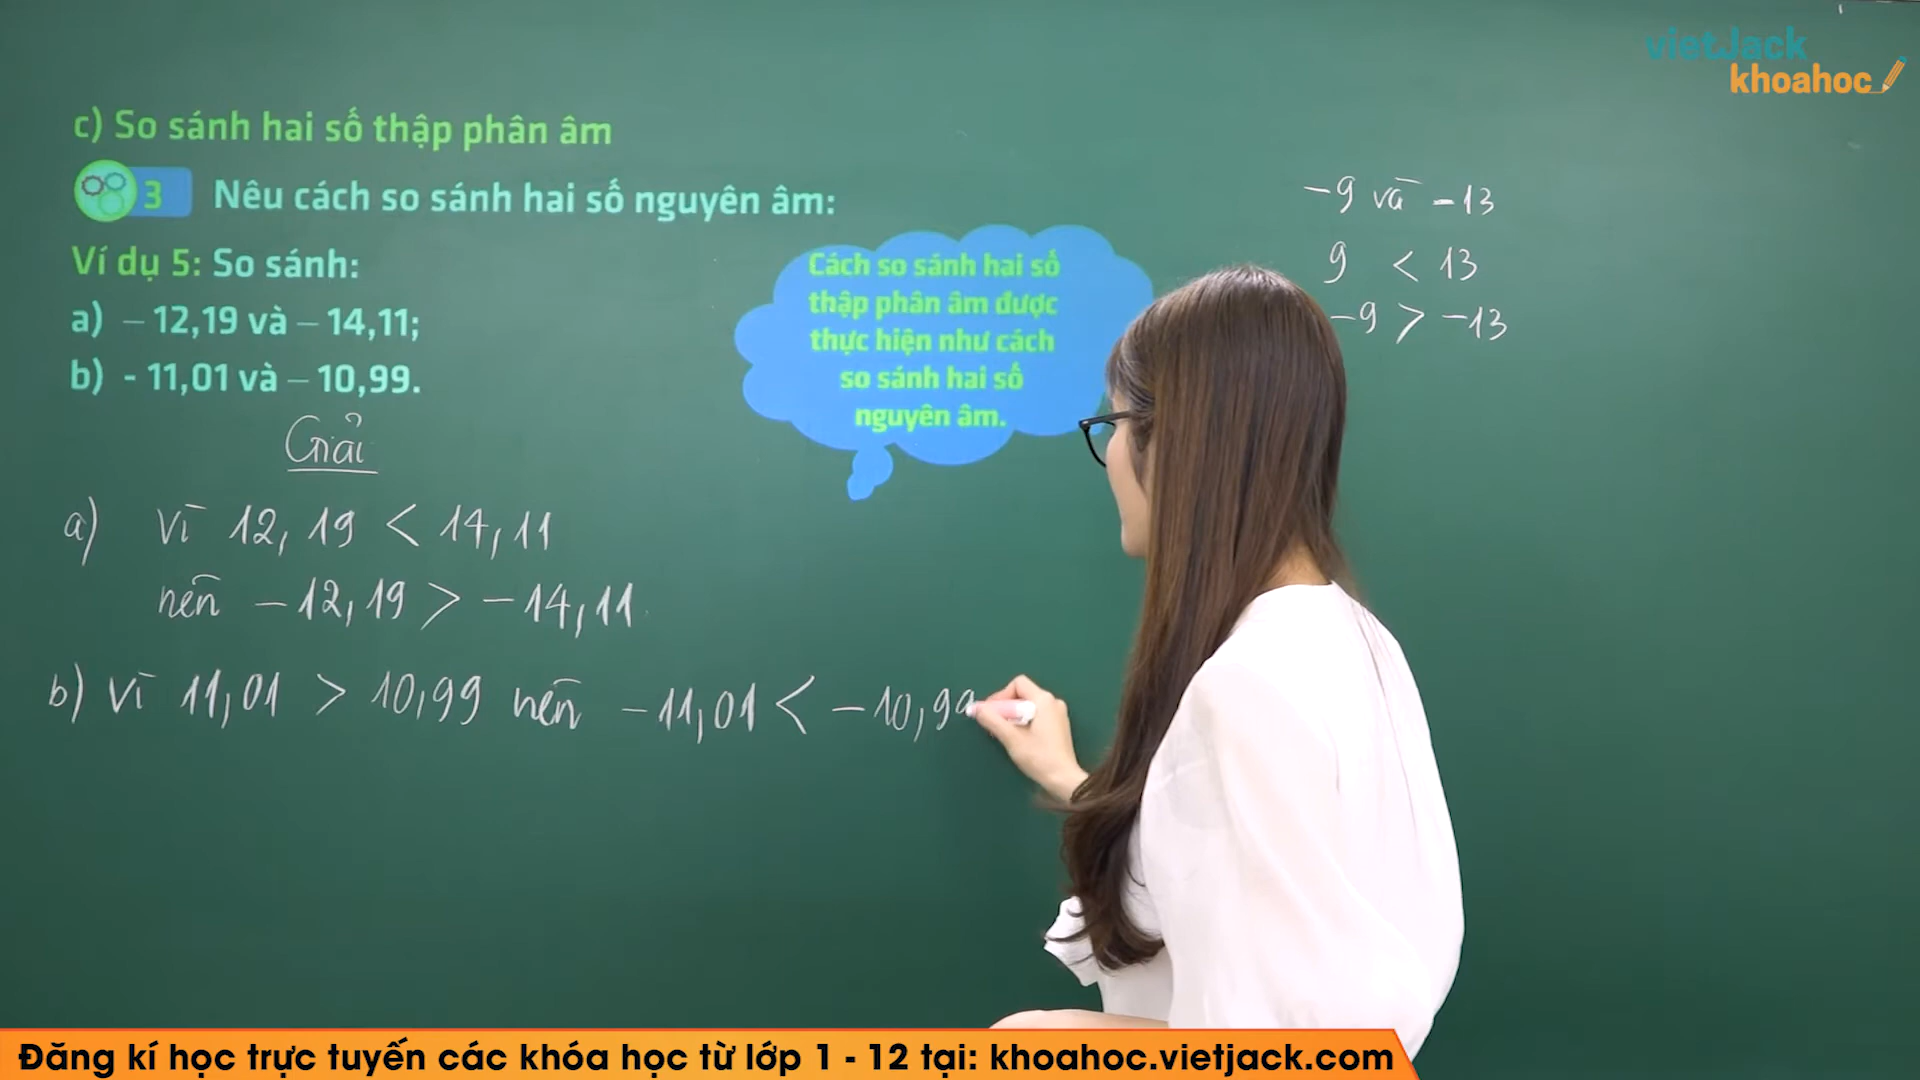 vietJack
khoahoc
c) So sánh hai số thập phân âm
3 Nêu cách so sánh hai số nguyên âm:
Ví dụ 5: So sánh:
a) – 12,19 và – 14,11;
b) - 11,01 và – 10,99.
Cách so sánh hai số
thập phân âm được
thực hiện như cách
so sánh hai số
nguyên âm.
-9 và -13
9 < 13
-9 > -13
Giải
a) Vì 12,19 < 14,11
nên -12,19 > -14,11.
b) Vì 11,01 > 10,99 nên -11,01 < -10,99
Đăng kí học trực tuyến các khóa học từ lớp 1 - 12 tại: khoahoc.vietjack.com